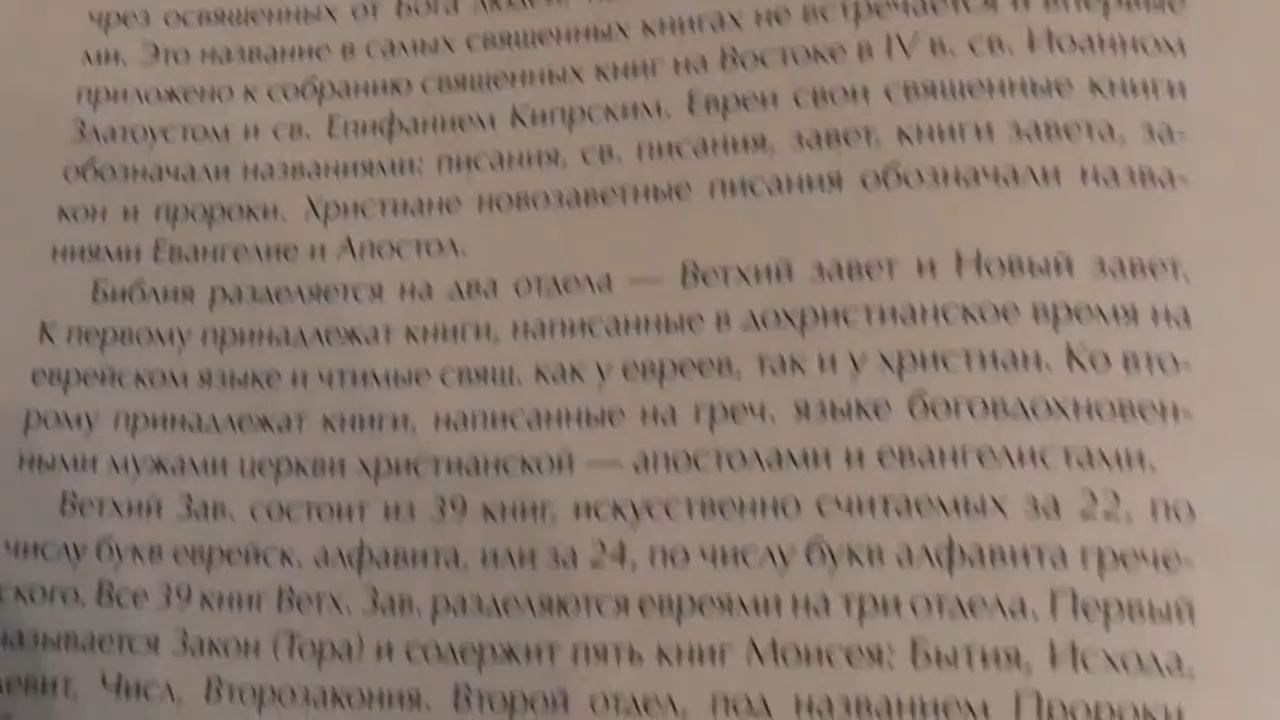 чрез освященных от Бога людей,
ми. Это название в самых священных книгах не встречается и впервые
приложено к собранию священных книг на Востоке в IV в. св. Иоанном
Златоустом и св. Епифанием Кипрским. Евреи свои священные книги
обозначали названиями: писания, св. писания, завет, книги завета, за-
кон и пророки. Христиане новозаветные писания обозначали назва-
ниями Евангелие и Апостол.
Библия разделяется на два отдела — Ветхий завет и Новый завет.
К первому принадлежат книги, написанные в дохристианское время на
еврейском языке и чтимые свящ. как у евреев, так и у христиан. Ко вто-
рому принадлежат книги, написанные на греч. языке боговдохновен-
ными мужами церкви христианской — апостолами и евангелистами.
Ветхий Зав. состоит из 39 книг, искусственно считаемых за 22, по
числу букв еврейск. алфавита, или за 24, по числу букв алфавита грече-
ского. Все 39 книг Ветх. Зав. разделяются евреями на три отдела. Первый
называется Закон (Тора) и содержит пять книг Моисея: Бытия, Исхода,
Левит, Числ, Второзакония. Второй отдел, под названием Пророки,